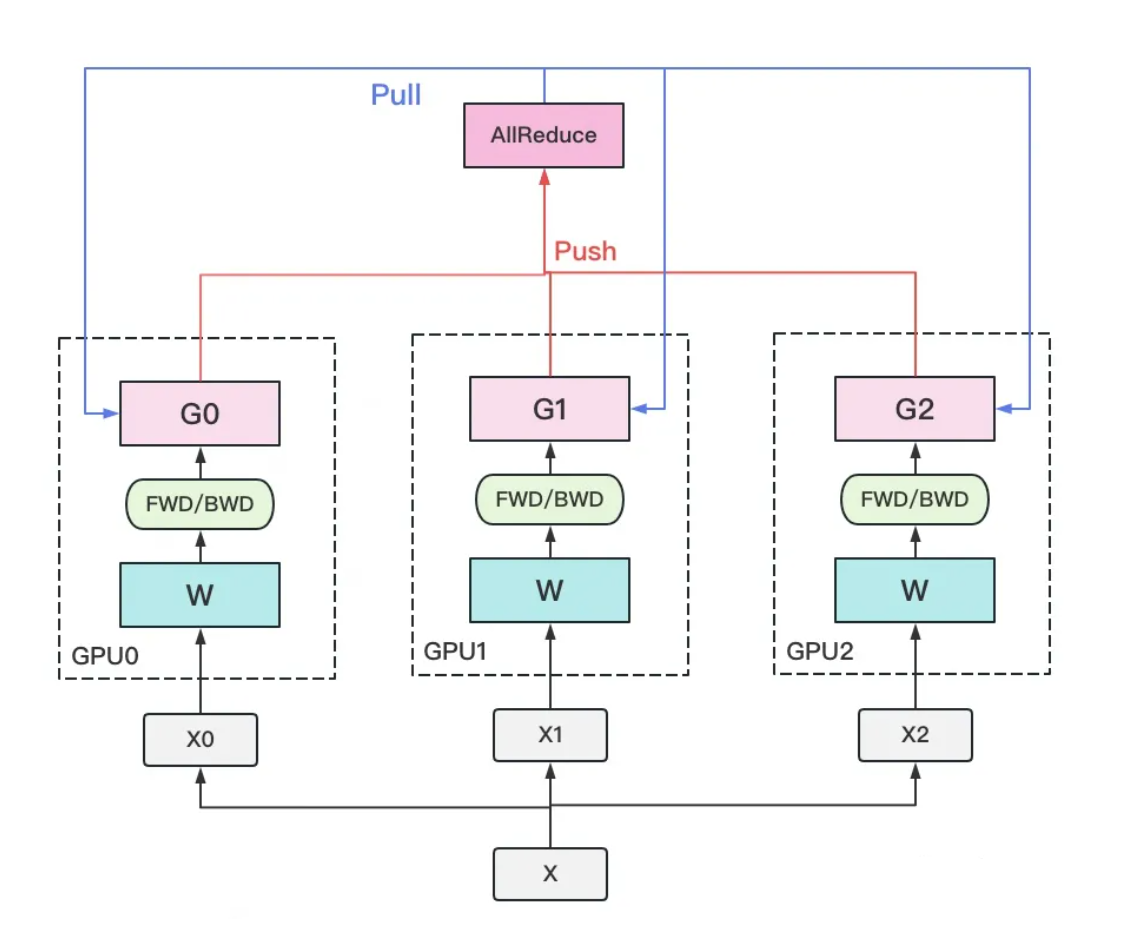 Pull
AllReduce
Push
G0
G1
G2
FWD/BWD
FWD/BWD
FWD/BWD
W
W
W
GPU0
GPU1
GPU2
X0
X1
X2
X